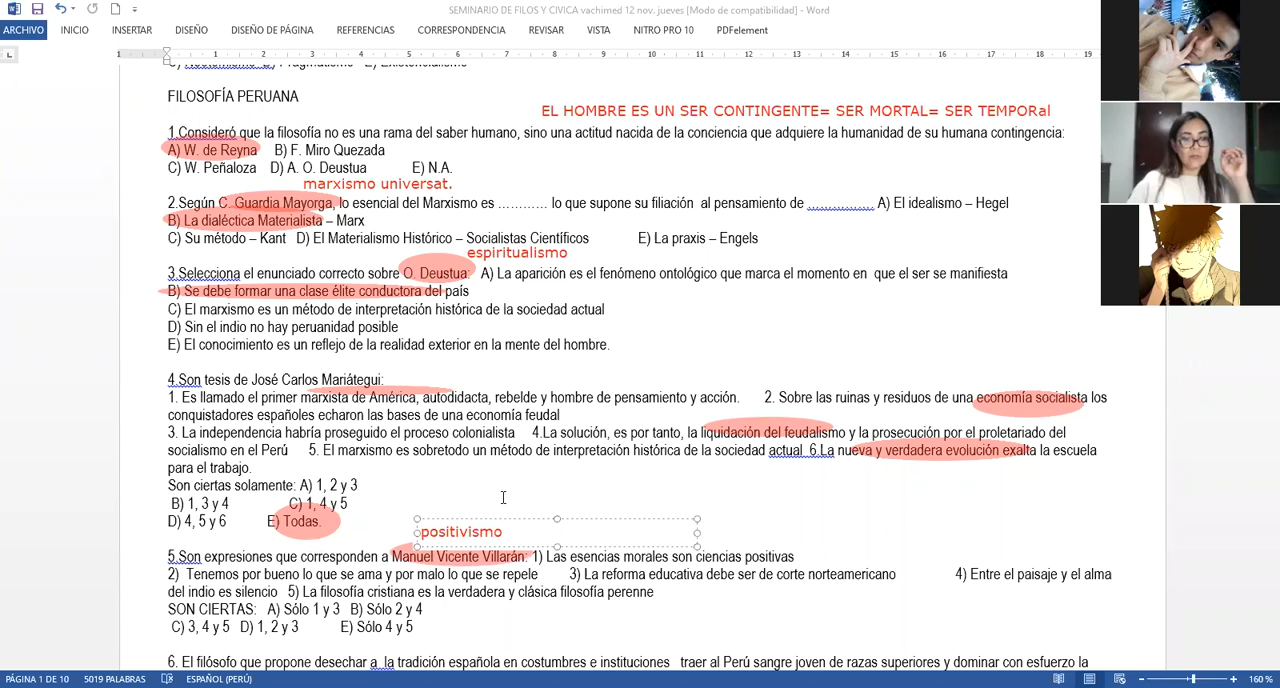 SEMINARIO DE FILOS Y CIVICA vachimed 12 nov. jueves [Modo de compatibilidad] - Word
ARCHIVO INICIO INSERTAR DISEÑO DISEÑO DE PÁGINA REFERENCIAS CORRESPONDENCIA REVISAR VISTA NITRO PRO 10 PDFelement
1 1 2 3 4 5 6 7 8 9 10 11 12 13 14 15 16 17 18 19
FILOSOFÍA PERUANA
EL HOMBRE ES UN SER CONTINGENTE= SER MORTAL= SER TEMPORal
1.Consideró que la filosofía no es una rama del saber humano, sino una actitud nacida de la conciencia que adquiere la humanidad de su humana contingencia:
A) W. de Reyna B) F. Miro Quezada
C) W. Peñaloza D) A. O. Deustua E) N.A.
marxismo universat.
2.Según C. Guardia Mayorga, lo esencial del Marxismo es ………… lo que supone su filiación al pensamiento de ................. A) El idealismo – Hegel
B) La dialéctica Materialista – Marx
C) Su método – Kant D) El Materialismo Histórico – Socialistas Científicos E) La praxis – Engels
espiritualismo
3.Selecciona el enunciado correcto sobre O. Deustua: A) La aparición es el fenómeno ontológico que marca el momento en que el ser se manifiesta
B) Se debe formar una clase élite conductora del país
C) El marxismo es un método de interpretación histórica de la sociedad actual
D) Sin el indio no hay peruanidad posible
E) El conocimiento es un reflejo de la realidad exterior en la mente del hombre.
4.Son tesis de José Carlos Mariátegui:
1. Es llamado el primer marxista de América, autodidacta, rebelde y hombre de pensamiento y acción. 2. Sobre las ruinas y residuos de una economía socialista los
conquistadores españoles echaron las bases de una economía feudal
3. La independencia habría proseguido el proceso colonialista 4.La solución, es por tanto, la liquidación del feudalismo y la prosecución por el proletariado del
socialismo en el Perú 5. El marxismo es sobretodo un método de interpretación histórica de la sociedad actual 6.La nueva y verdadera evolución exalta la escuela
para el trabajo.
Son ciertas solamente: A) 1, 2 y 3
B) 1, 3 y 4 C) 1, 4 y 5
D) 4, 5 y 6 E) Todas.
positivismo
5.Son expresiones que corresponden a Manuel Vicente Villarán: 1) Las esencias morales son ciencias positivas
2) Tenemos por bueno lo que se ama y por malo lo que se repele 3) La reforma educativa debe ser de corte norteamericano 4) Entre el paisaje y el alma
del indio es silencio 5) La filosofía cristiana es la verdadera y clásica filosofía perenne
SON CIERTAS: A) Sólo 1 y 3 B) Sólo 2 y 4
C) 3, 4 y 5 D) 1, 2 y 3 E) Sólo 4 y 5
6. El filósofo que propone desechar a la tradición española en costumbres e instituciones traer al Perú sangre joven de razas superiores y dominar con esfuerzo la
PÁGINA 1 DE 10 5019 PALABRAS ESPAÑOL (PERÚ) 160 %